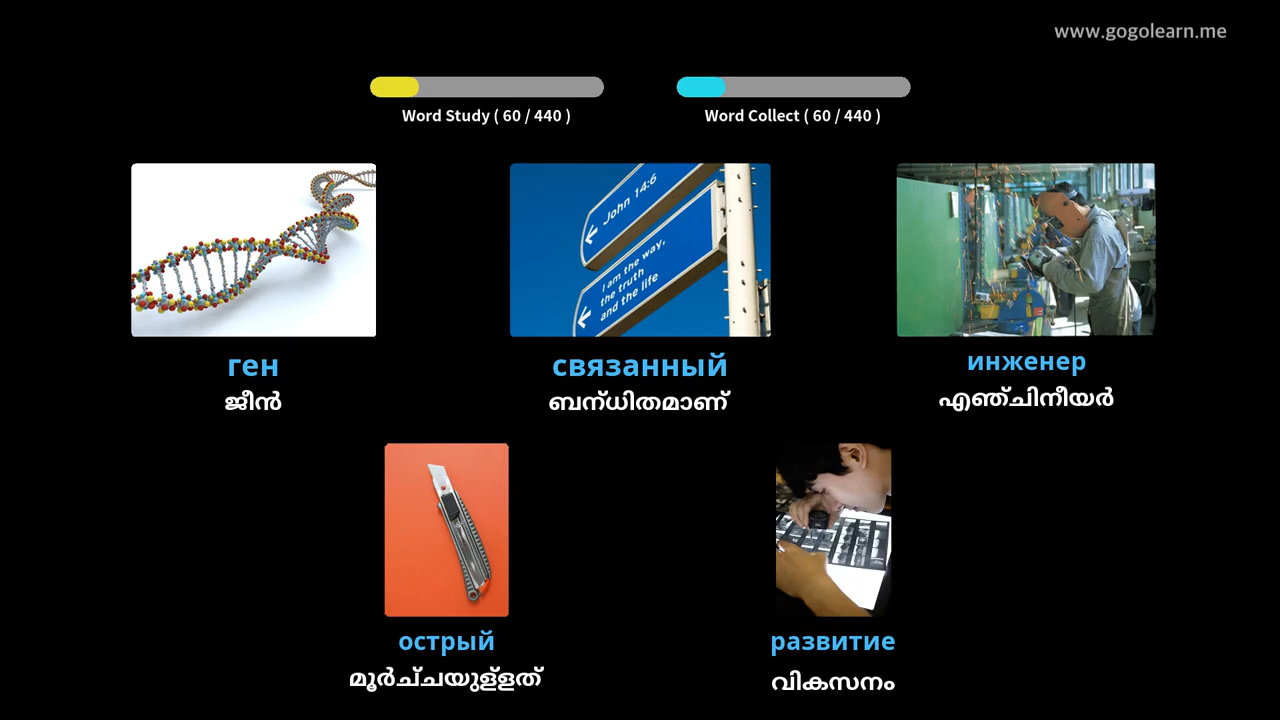 www.gogolearn.me
Word Study ( 60 / 440 )
Word Collect ( 60 / 440 )
John 14:6
I am the way,
the truth
and the life
ген
ജീൻ
связанный
ബന്ധിതമാണ്
инженер
എഞ്ചിനീയർ
острый
മൂർച്ചയുള്ളത്
развитие
വികസനം